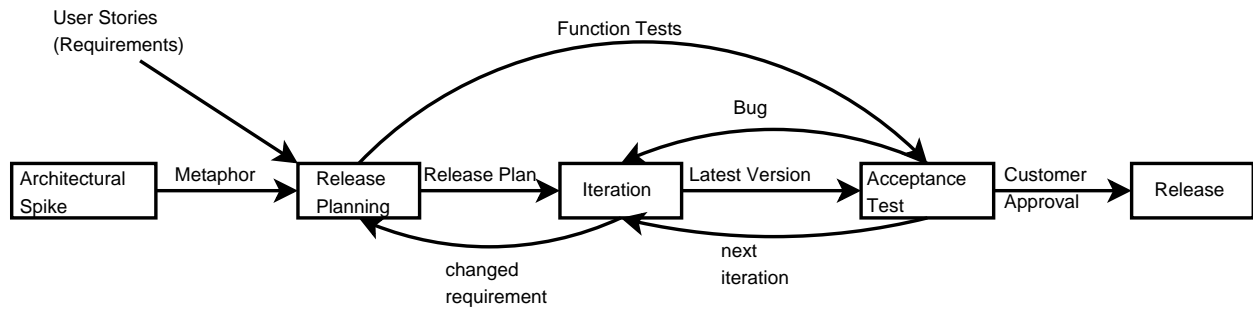 User Stories
(Requirements)
Function Tests
Bug
Architectural
Spike
Metaphor
Release
Planning
Release Plan
Iteration
Latest Version
Acceptance
Test
Customer
Approval
Release
changed
requirement
next
iteration